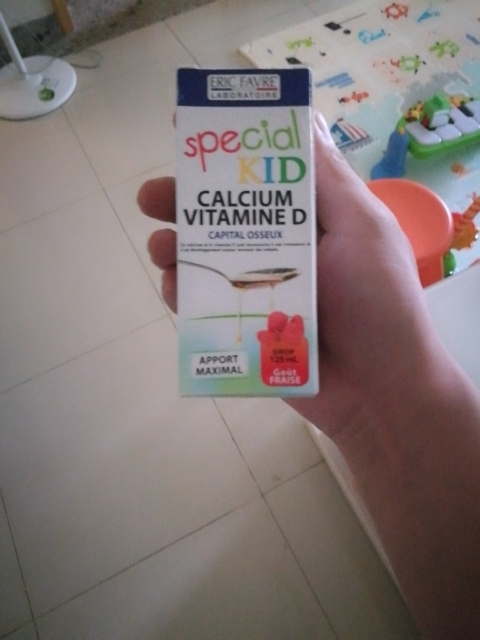 ERIC FAVRE
LABORATOIRE
special
KID
CALCIUM
VITAMINE D
CAPITAL OSSEUX
APPORT
MAXIMAL
SIROP
125 mL
Goût
FRAISE